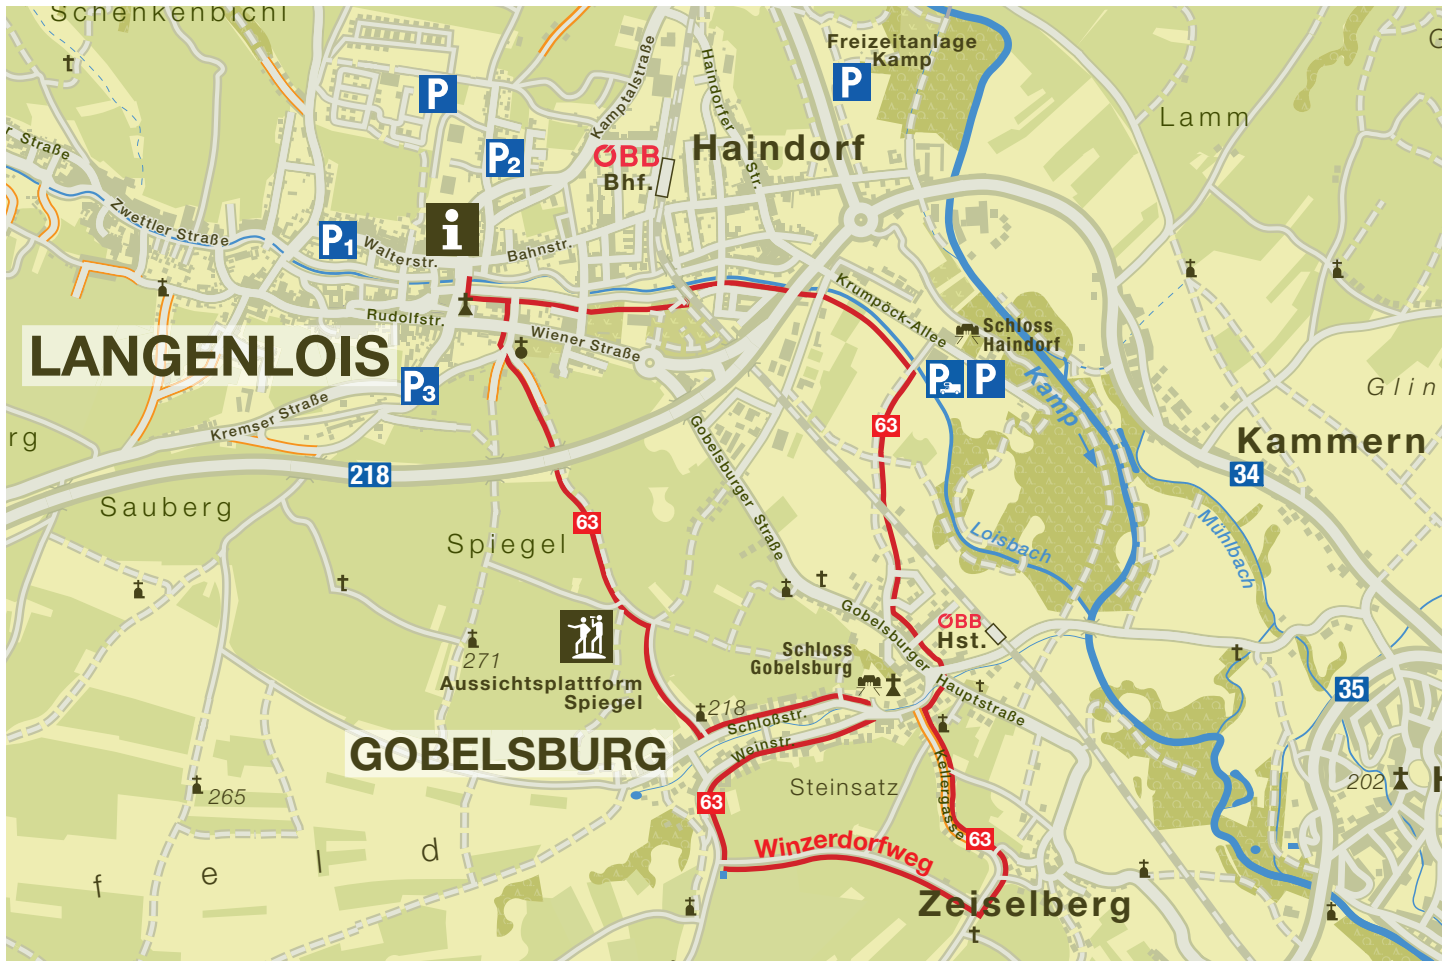 Schenkenbichl
Freizeitanlage
Kamp
P
P
Lamm
G
r Straße
Kamptalstraße
Haindorfer Str.
P2
ÖBB
Bhf.
Haindorf
Zwettler Straße
P1
Walterstr.
i
Bahnstr.
Krumpöck-Allee
Rudolfstr.
Wiener Straße
Schloss
Haindorf
LANGENLOIS
P3
P
P
Kamp
Glin
Kremser Straße
rg
63
Kammern
218
34
Gobelsburger Straße
Sauberg
63
Spiegel
Loisbach
Mühlbach
Gobelsburger
ÖBB
Hst.
271
Schloss
Gobelsburg
Aussichtsplattform
Spiegel
Hauptstraße
35
218
Schloßstr.
Weinstr.
GOBELSBURG
Kellergasse
265
Steinsatz
202
H
63
63
Winzerdorfweg
f e l d
Zeiselberg